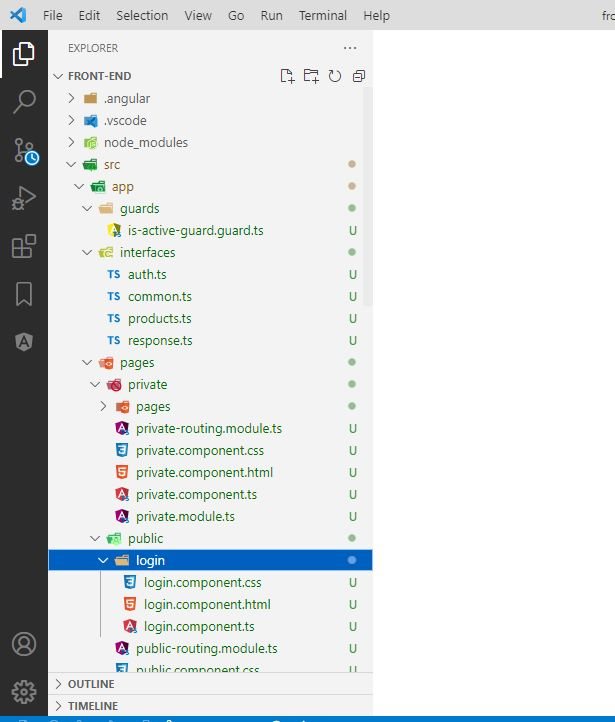 File Edit Selection View Go Run Terminal Help fro
EXPLORER ...
FRONT-END
.angular
.vscode
node_modules
src
app
guards
is-active-guard.guard.ts U
interfaces
TS auth.ts U
TS common.ts U
TS products.ts U
TS response.ts U
pages
private
pages
private-routing.module.ts U
private.component.css U
private.component.html U
private.component.ts U
private.module.ts U
public
login
login.component.css U
login.component.html U
login.component.ts U
public-routing.module.ts U
public.component.css U
OUTLINE
TIMELINE